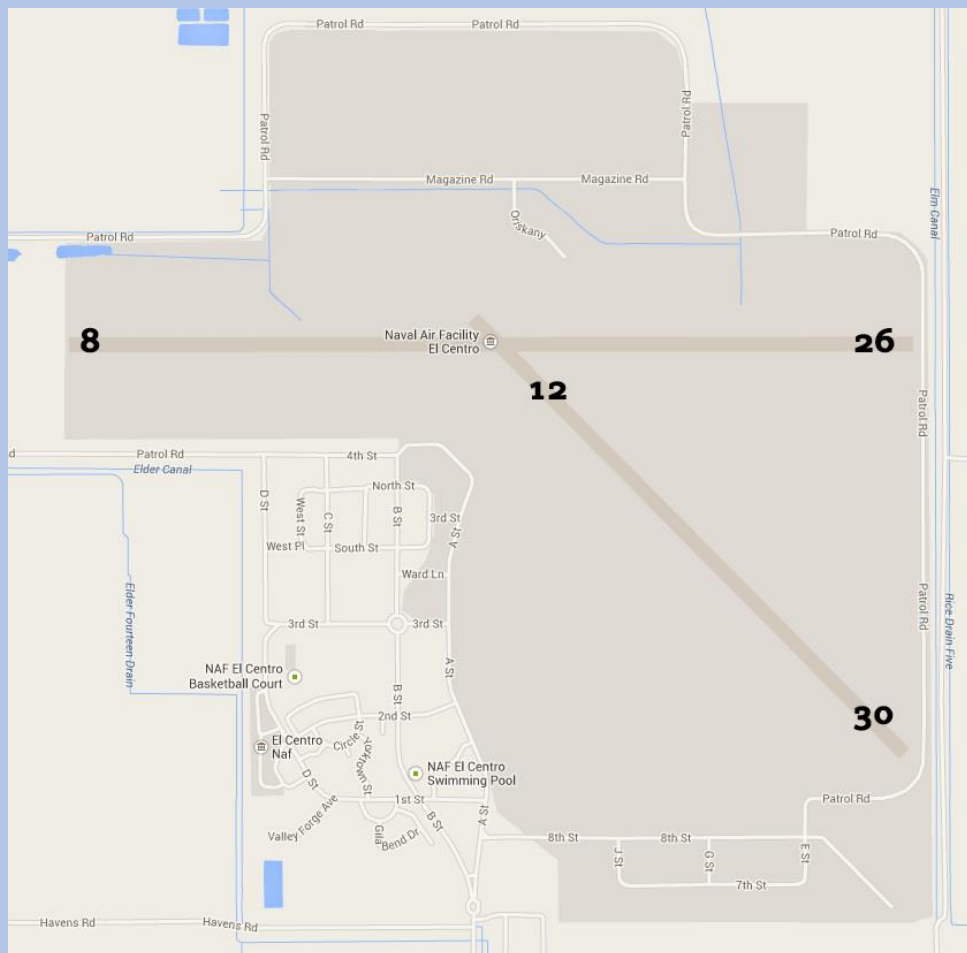 Patrol Rd
Patrol Rd
Patrol Rd
Patrol Rd
Magazine Rd
Magazine Rd
Elm Canal
Oriskany
Patrol Rd
Patrol Rd
8
Naval Air Facility
El Centro
26
12
Patrol Rd
d
Patrol Rd
4th St
Elder Canal
North St
D St
West St
C St
B St
3rd St
A St
West Pl
South St
Ward Ln
Elder Fourteen Drain
Patrol Rd
Rice Drain Five
3rd St
3rd St
NAF El Centro
Basketball Court
A St
B St
2nd St
30
El Centro
Naf
Circle St
Yorktown St
D St
NAF El Centro
Swimming Pool
1st St
Patrol Rd
Valley Forge Ave
Gila
Bend Dr
B St
A St
8th St
8th St
J St
G St
E St
7th St
Havens Rd
Havens Rd